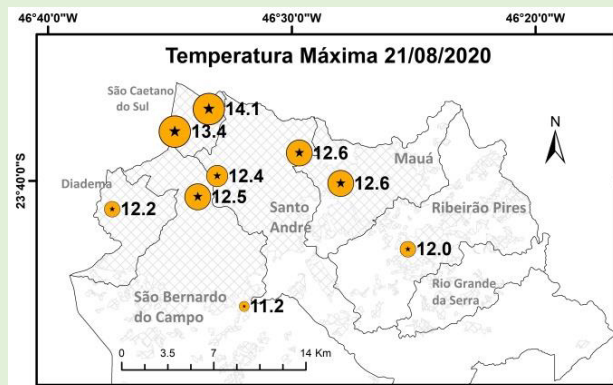 46°40'0"W
46°30'0"W
46°20'0"W
Temperatura Máxima 21/08/2020
São Caetano
do Sul
14.1
13.4
N
12.6
Mauá
23°40'0"S
12.4
12.6
Diadema
12.5
12.2
Santo
André
Ribeirão Pires
12.0
Rio Grande
da Serra
São Bernardo
do Campo
11.2
0 3.5 7 14 Km